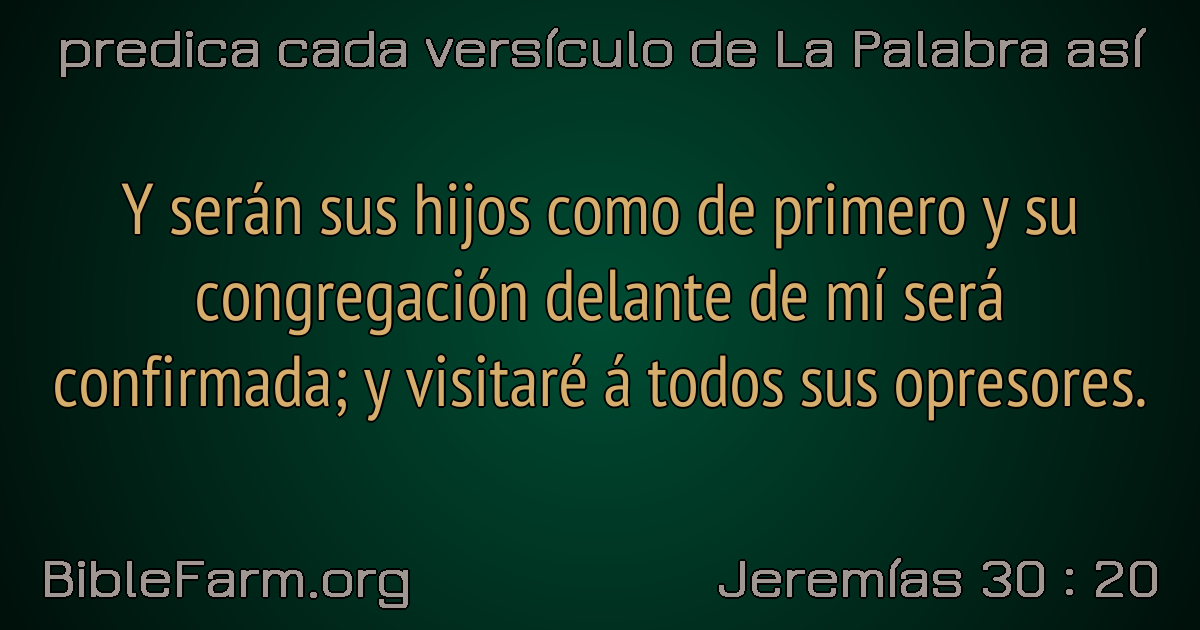 predica cada versículo de La Palabra así
Y serán sus hijos como de primero y su
congregación delante de mí será
confirmada; y visitaré á todos sus opresores.
BibleFarm.org
Jeremías 30 : 20